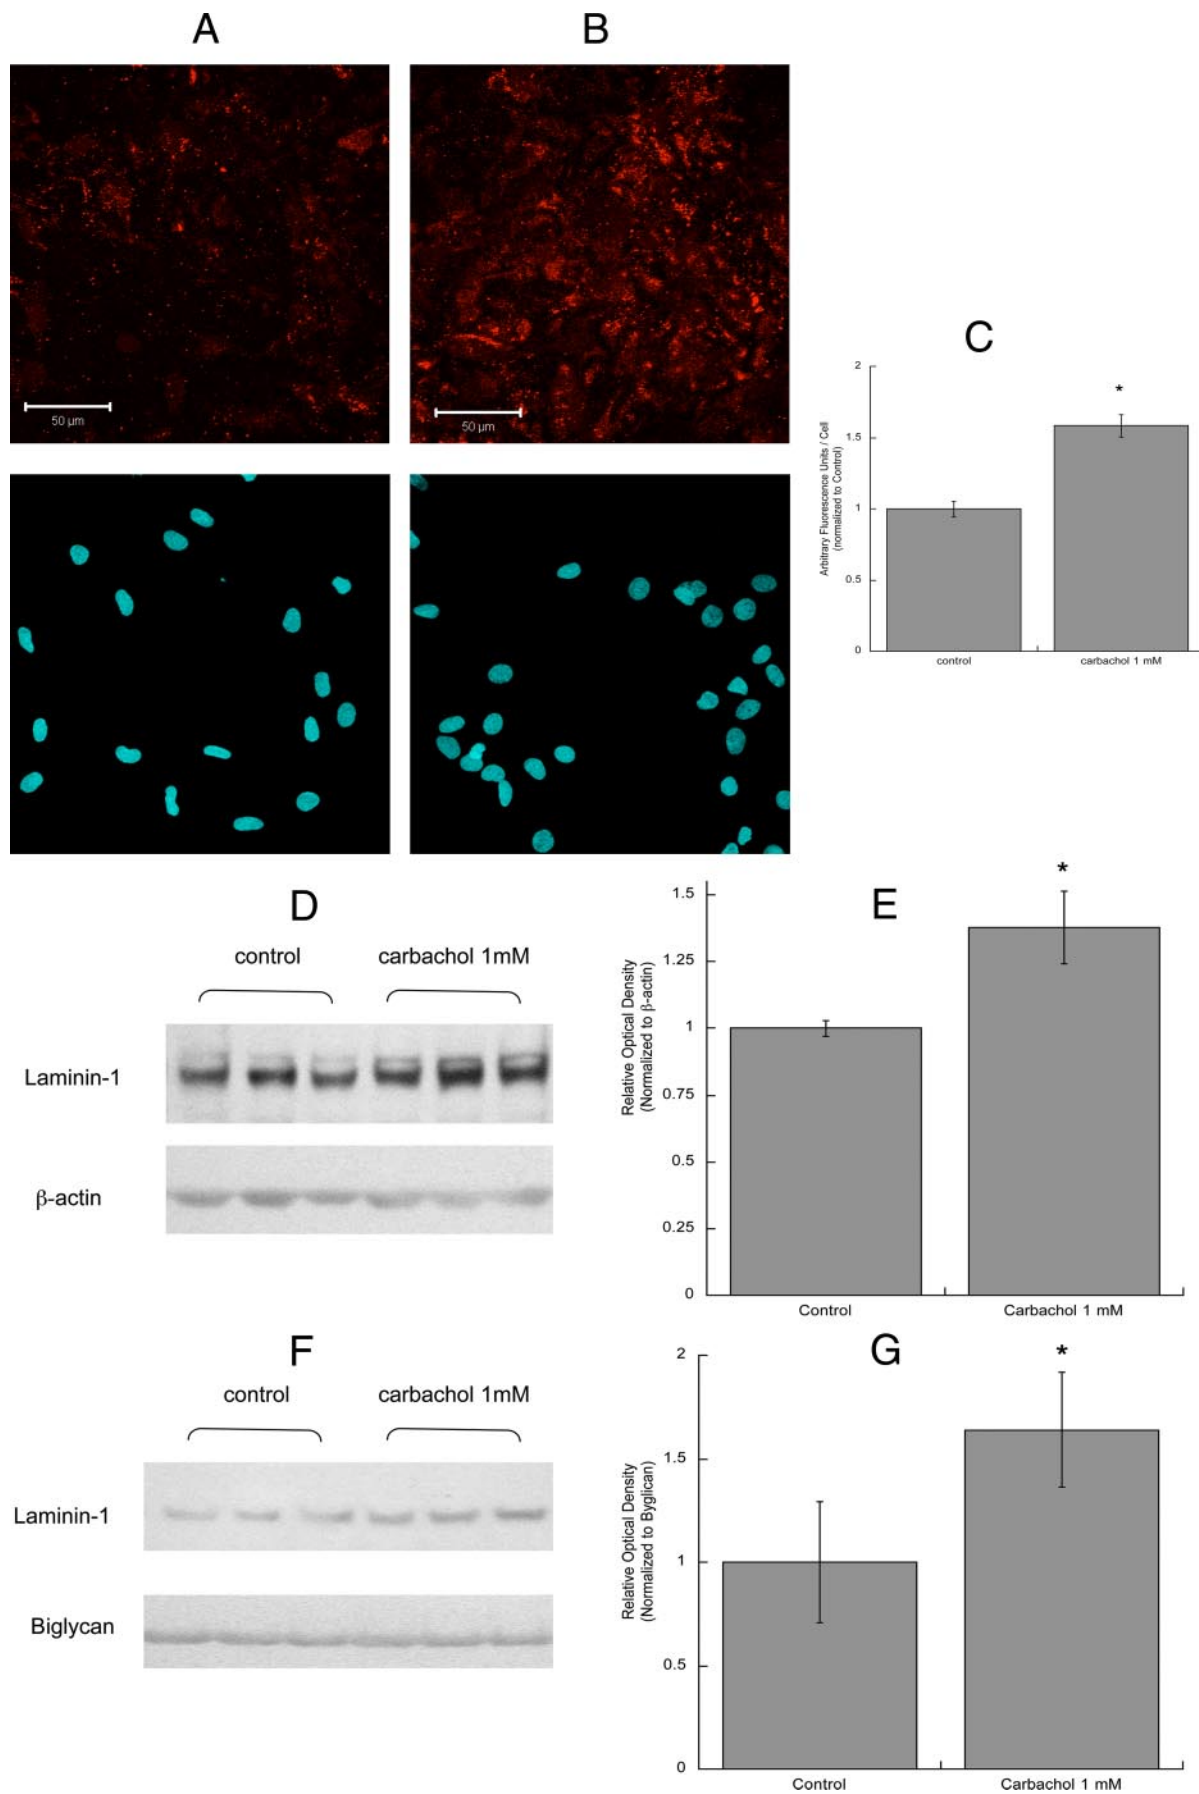 A
B
50 µm
50 µm
C
Arbitrary Fluorescence Units / Cell
(normalized to Control)
2
*
1.5
1
0.5
0
control
carbachol 1 mM
D
control
carbachol 1mM
Laminin-1
β-actin
E
Relative Optical Density
(Normalized to β-actin)
*
1.5
1.25
1
0.75
0.5
0.25
0
Control
Carbachol 1 mM
F
control
carbachol 1mM
Laminin-1
Biglycan
G
Relative Optical Density
(Normalized to Byglican)
2
*
1.5
1
0.5
0
Control
Carbachol 1 mM